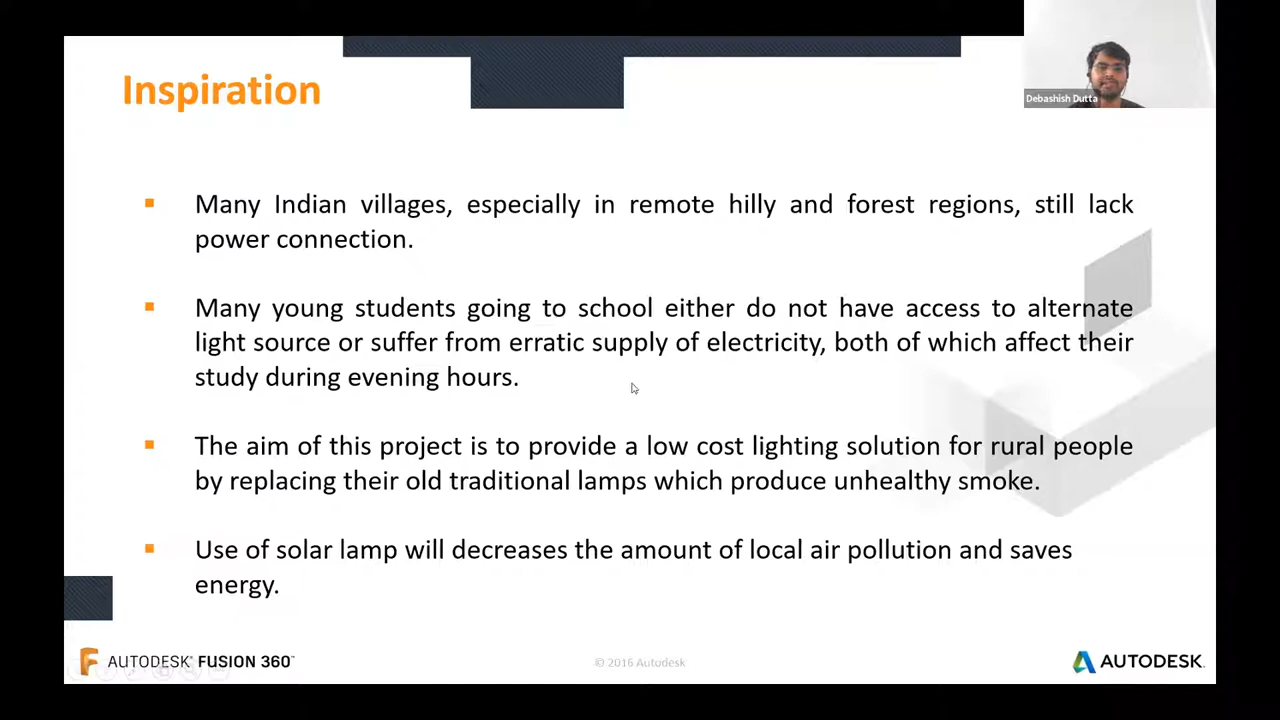 Inspiration
Debashish Dutta
▪ Many Indian villages, especially in remote hilly and forest regions, still lack
power connection.
▪ Many young students going to school either do not have access to alternate
light source or suffer from erratic supply of electricity, both of which affect their
study during evening hours.
▪ The aim of this project is to provide a low cost lighting solution for rural people
by replacing their old traditional lamps which produce unhealthy smoke.
▪ Use of solar lamp will decreases the amount of local air pollution and saves
energy.
AUTODESK® FUSION 360™
© 2016 Autodesk
AUTODESK.